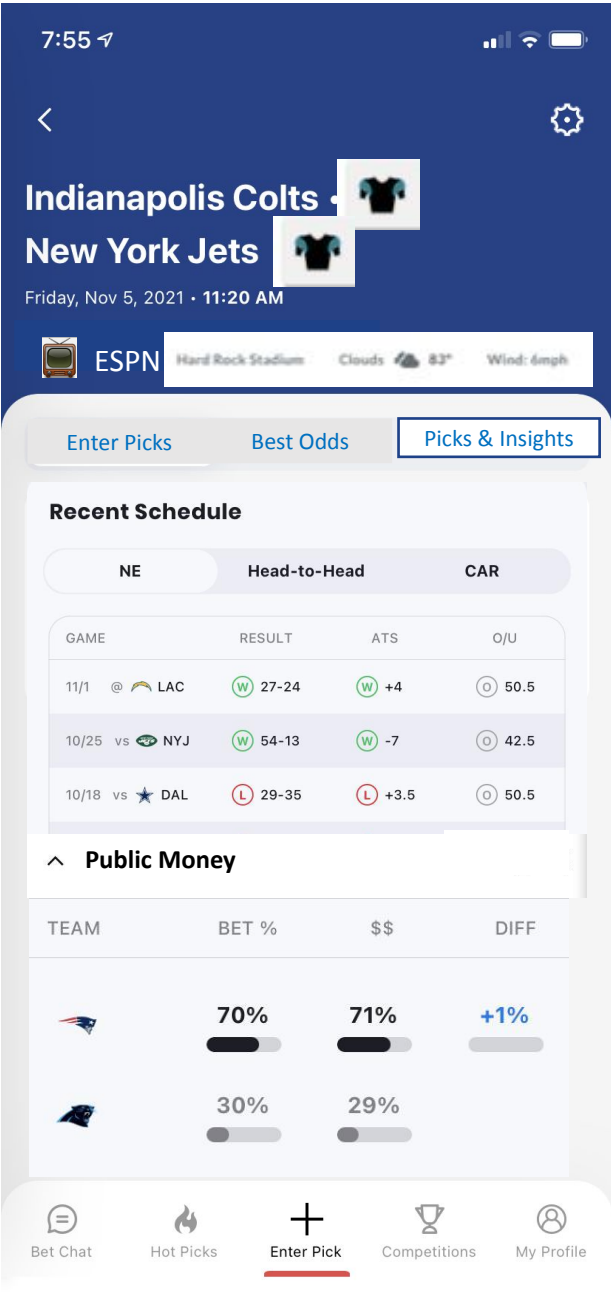 7:55
Indianapolis Colts •
New York Jets
Friday, Nov 5, 2021 • 11:20 AM
ESPN Hard Rock Stadium Clouds 83° Wind: 6mph
Enter Picks Best Odds Picks & Insights
Recent Schedule
NE Head-to-Head CAR
GAME RESULT ATS O/U
11/1 @ LAC W 27-24 W +4 O 50.5
10/25 vs NYJ W 54-13 W -7 O 42.5
10/18 vs DAL L 29-35 L +3.5 O 50.5
Public Money
TEAM BET % $$ DIFF
70% 71% +1%
30% 29%
Bet Chat Hot Picks Enter Pick Competitions My Profile